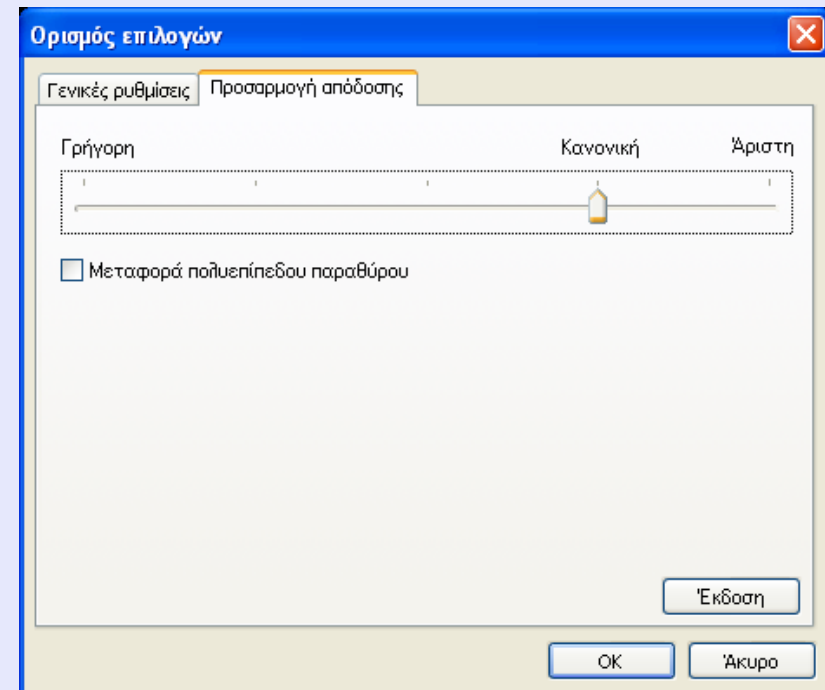 Ορισμός επιλογών
Γενικές ρυθμίσεις Προσαρμογή απόδοσης
Γρήγορη Κανονική Άριστη
Μεταφορά πολυεπίπεδου παραθύρου
Έκδοση
OK Άκυρο